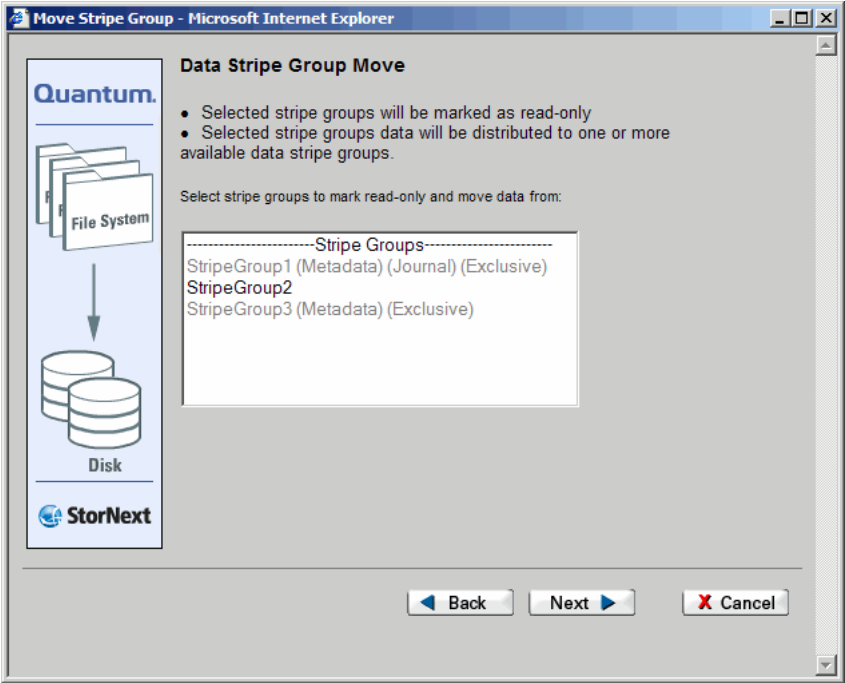 Move Stripe Group - Microsoft Internet Explorer
Quantum.
File System
Disk
StorNext
Data Stripe Group Move
• Selected stripe groups will be marked as read-only
• Selected stripe groups data will be distributed to one or more
available data stripe groups.
Select stripe groups to mark read-only and move data from:
------------------------Stripe Groups------------------------
StripeGroup1 (Metadata) (Journal) (Exclusive)
StripeGroup2
StripeGroup3 (Metadata) (Exclusive)
Back
Next
X Cancel